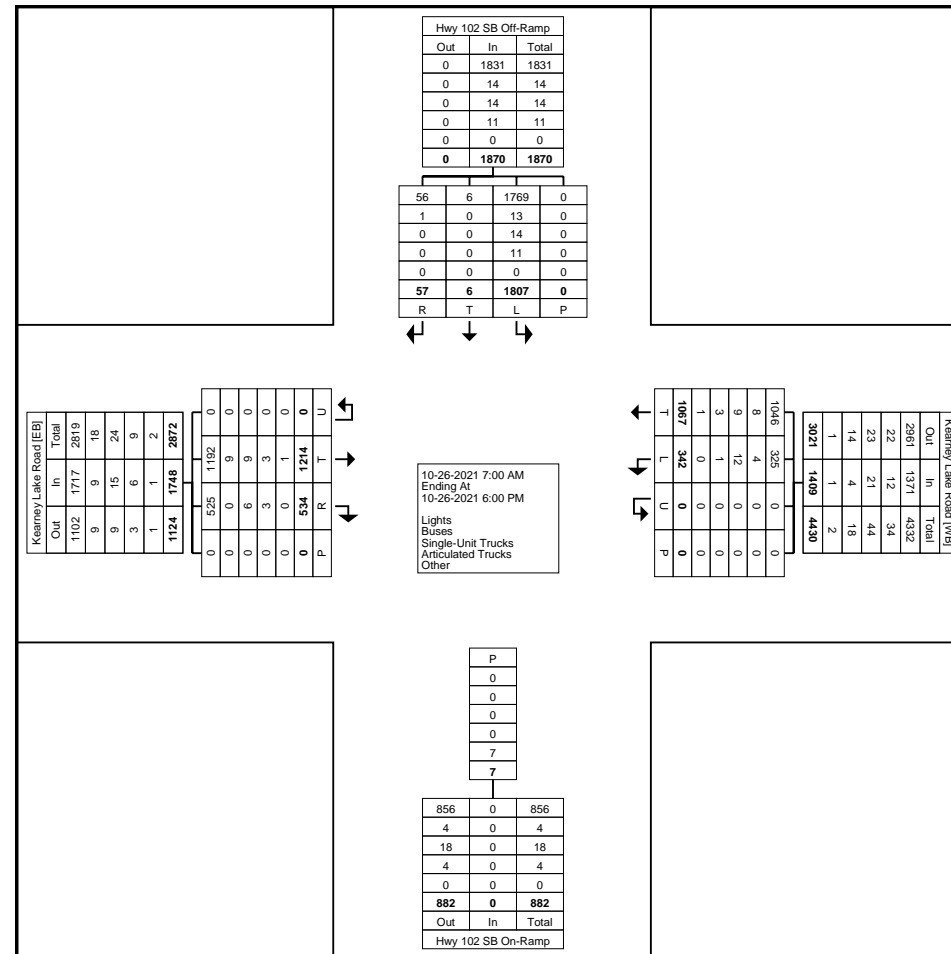 Hwy 102 SB Off-Ramp
Out In Total
0 1831 1831
0 14 14
0 14 14
0 11 11
0 0 0
0 1870 1870
56 6 1769 0
1 0 13 0
0 0 14 0
0 0 11 0
0 0 0 0
57 6 1807 0
R T L P
Kearney Lake Road [EB]
Out In Total
1102 1717 2819
9 9 18
9 15 24
3 6 9
1 1 2
1124 1748 2872
0 525 1192 0
0 0 9 0
0 6 9 0
0 3 3 0
0 0 1 0
0 534 1214 0
P R T U
10-26-2021 7:00 AM
Ending At
10-26-2021 6:00 PM
Lights
Buses
Single-Unit Trucks
Articulated Trucks
Other
Kearney Lake Road [WB]
Out In Total
2961 1371 4332
22 12 34
23 21 44
14 4 18
1 1 2
3021 1409 4430
1046 325 0 0
8 4 0 0
9 12 0 0
3 1 0 0
1 0 0 0
1067 342 0 0
T L U P
P
0
0
0
0
7
7
856 0 856
4 0 4
18 0 18
4 0 4
0 0 0
882 0 882
Out In Total
Hwy 102 SB On-Ramp